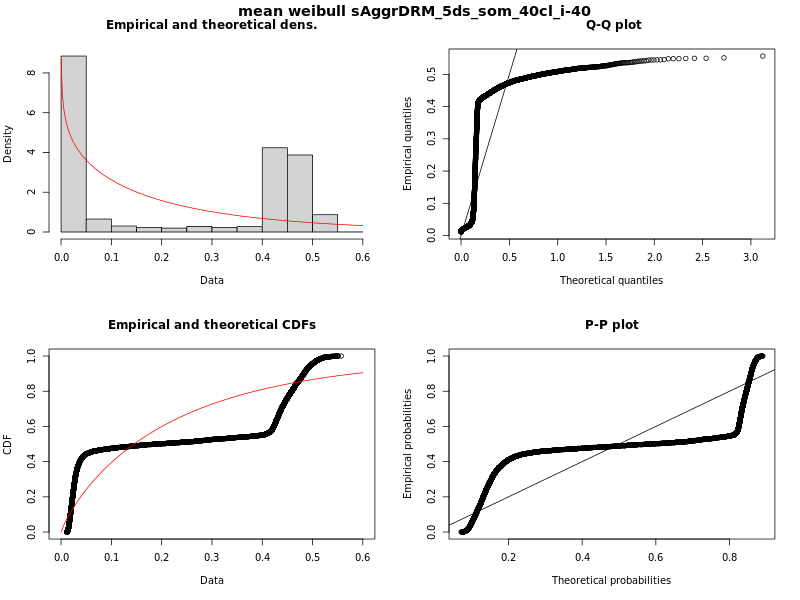 mean weibull sAggrDRM_5ds_som_40cl_i-40
Empirical and theoretical dens.
Density
0 2 4 6 8
0.0 0.1 0.2 0.3 0.4 0.5 0.6
Data
Q-Q plot
Empirical quantiles
0.0 0.1 0.2 0.3 0.4 0.5
0.0 0.5 1.0 1.5 2.0 2.5 3.0
Theoretical quantiles
Empirical and theoretical CDFs
CDF
0.0 0.2 0.4 0.6 0.8 1.0
0.0 0.1 0.2 0.3 0.4 0.5 0.6
Data
P-P plot
Empirical probabilities
0.0 0.2 0.4 0.6 0.8 1.0
0.2 0.4 0.6 0.8
Theoretical probabilities